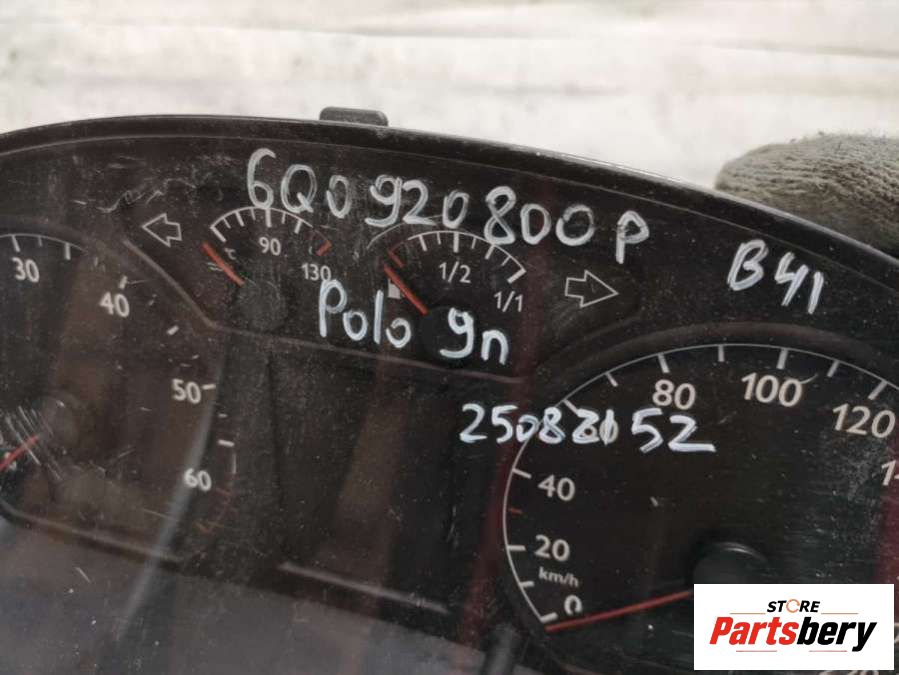 6Q0920800P
B41
°C 90 130
1/2 1/1
Polo 9n
30 40 50 60
25082152
80 100 120
40
20
km/h
0
STORE
Partsbery